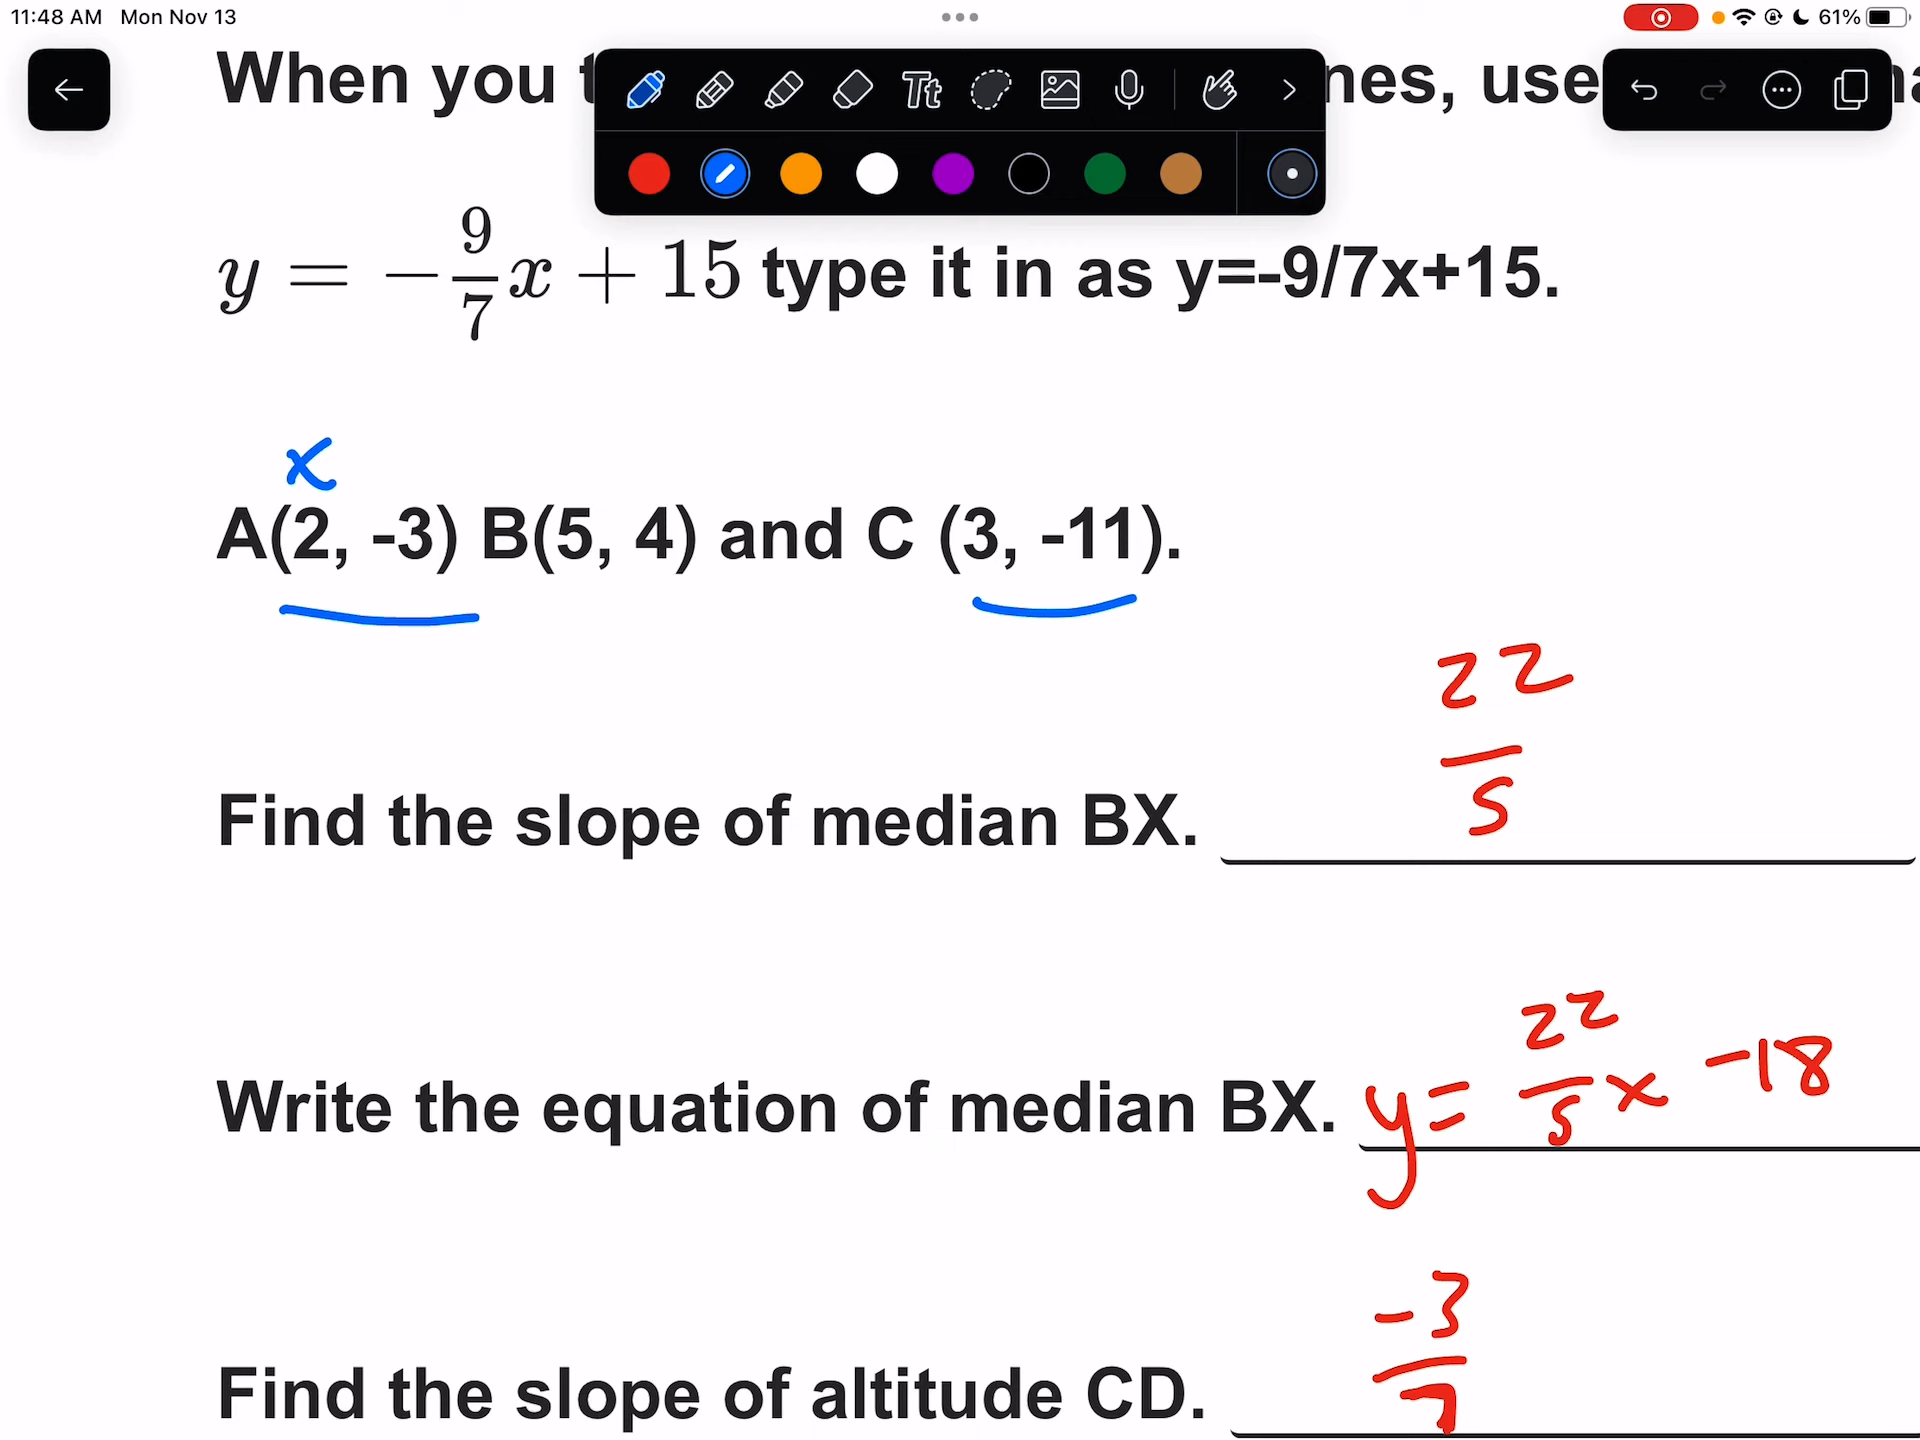 11:48 AM Mon Nov 13
61%
When you
nes, use
Tt
y = -9/7 x + 15 type it in as y=-9/7x+15.
x
A(2, -3) B(5, 4) and C (3, -11).
22/5
Find the slope of median BX.
Write the equation of median BX. y = 22/5 x -18
Find the slope of altitude CD. -3/7